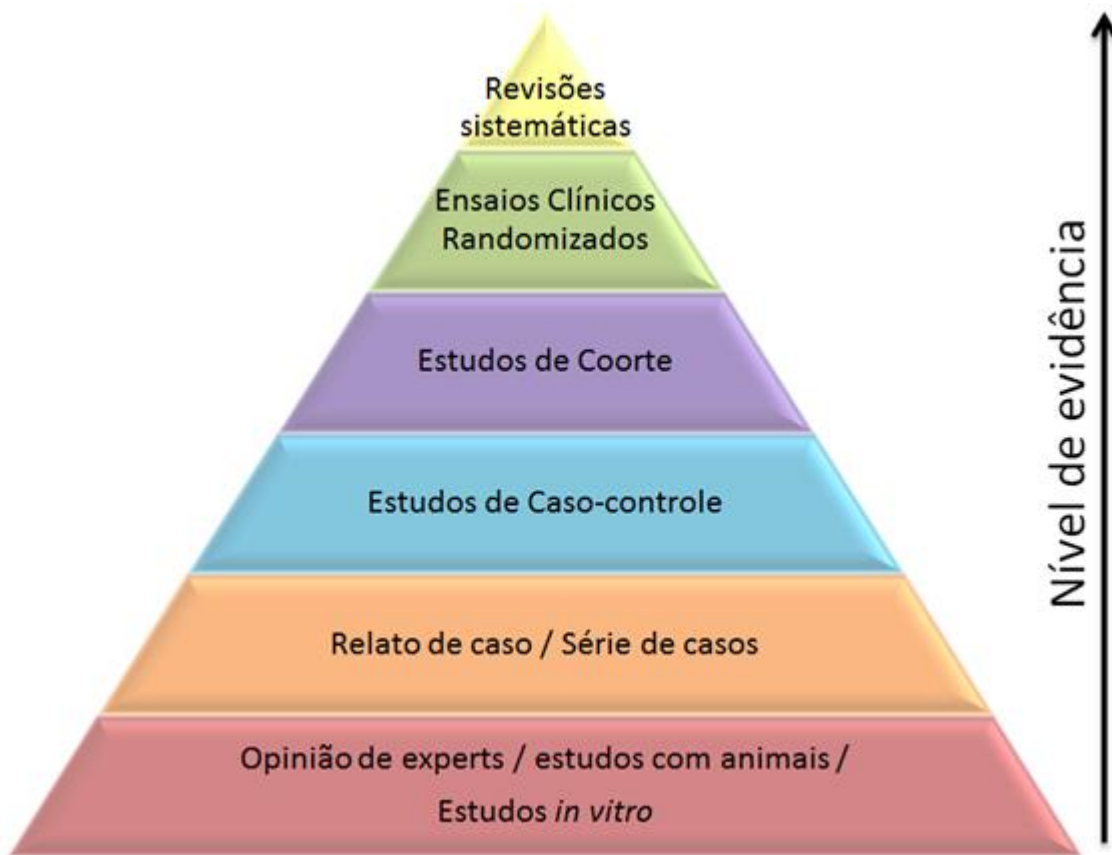 Revisões
sistemáticas
Ensaios Clínicos
Randomizados
Estudos de Coorte
Estudos de Caso-controle
Relato de caso / Série de casos
Opinião de experts / estudos com animais /
Estudos in vitro
Nível de evidência